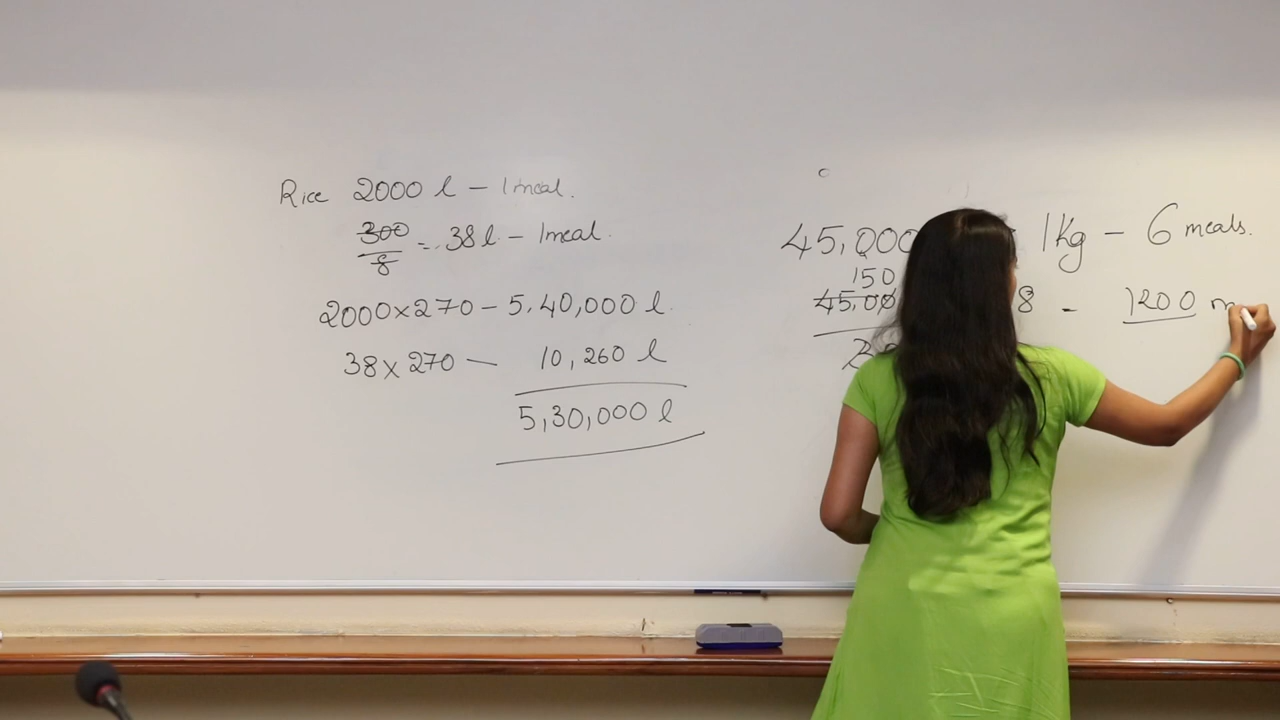 Rice 2000 l – 1 meal.
300
8
= 38 l – 1 meal.
2000 × 270 – 5,40,000 l.
38 × 270 — 10,260 l
5,30,000 l
45,000
1 Kg – 6 meals.
150
45,00
8 - 1200 m